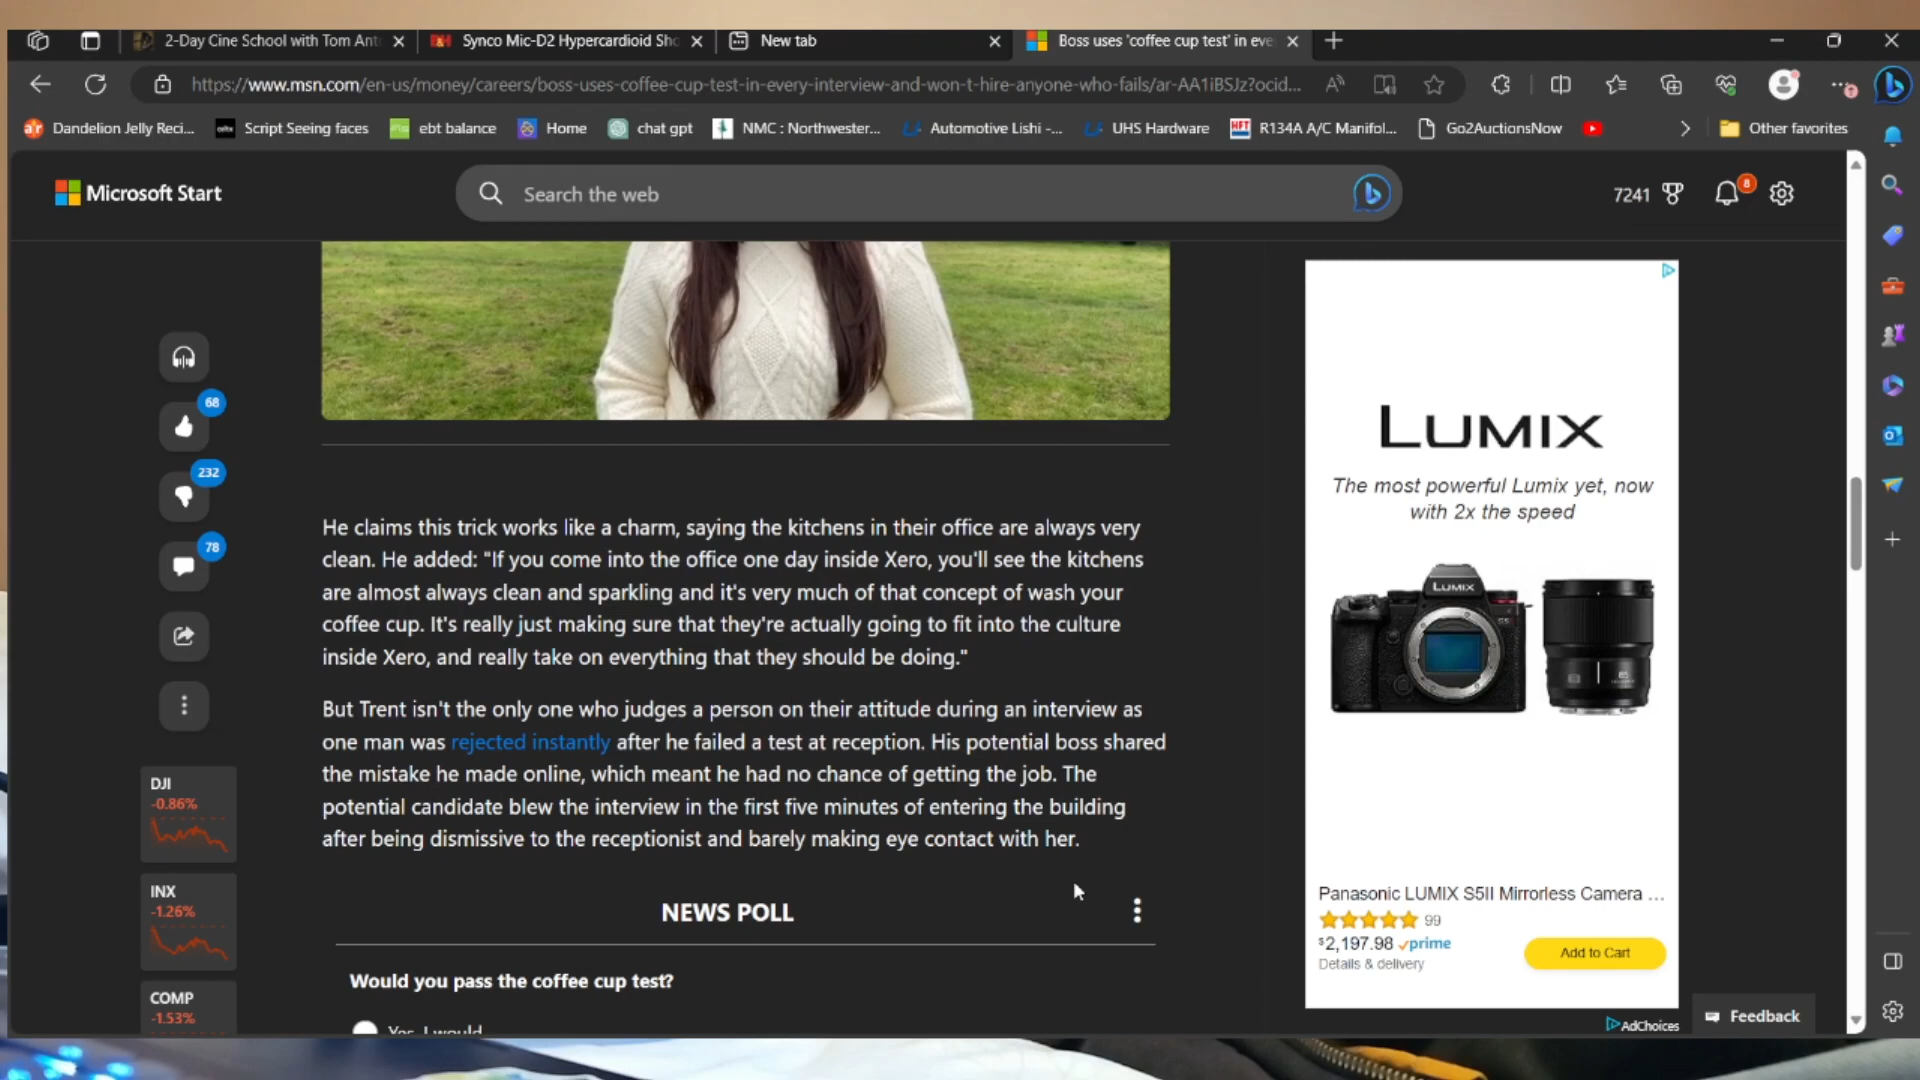 2-Day Cine School with Tom Ant
Synco Mic-D2 Hypercardioid Sho
New tab
Boss uses 'coffee cup test' in eve
https://www.msn.com/en-us/money/careers/boss-uses-coffee-cup-test-in-every-interview-and-won-t-hire-anyone-who-fails/ar-AA1iBSJz?ocid...
Dandelion Jelly Reci...
Script Seeing faces
ebt balance
Home
chat gpt
NMC : Northwester...
Automotive Lishi -...
UHS Hardware
HFT
R134A A/C Manifol...
Go2AuctionsNow
Other favorites
Microsoft Start
Search the web
7241
8
68
232
78
He claims this trick works like a charm, saying the kitchens in their office are always very
clean. He added: "If you come into the office one day inside Xero, you'll see the kitchens
are almost always clean and sparkling and it's very much of that concept of wash your
coffee cup. It's really just making sure that they're actually going to fit into the culture
inside Xero, and really take on everything that they should be doing."
But Trent isn't the only one who judges a person on their attitude during an interview as
one man was rejected instantly after he failed a test at reception. His potential boss shared
the mistake he made online, which meant he had no chance of getting the job. The
potential candidate blew the interview in the first five minutes of entering the building
after being dismissive to the receptionist and barely making eye contact with her.
DJI
-0.86%
INX
-1.26%
COMP
-1.53%
NEWS POLL
Would you pass the coffee cup test?
Yes, I would
LUMIX
The most powerful Lumix yet, now
with 2x the speed
LUMIX
Panasonic LUMIX S5II Mirrorless Camera ...
99
$2,197.98 prime
Details & delivery
Add to Cart
AdChoices
Feedback